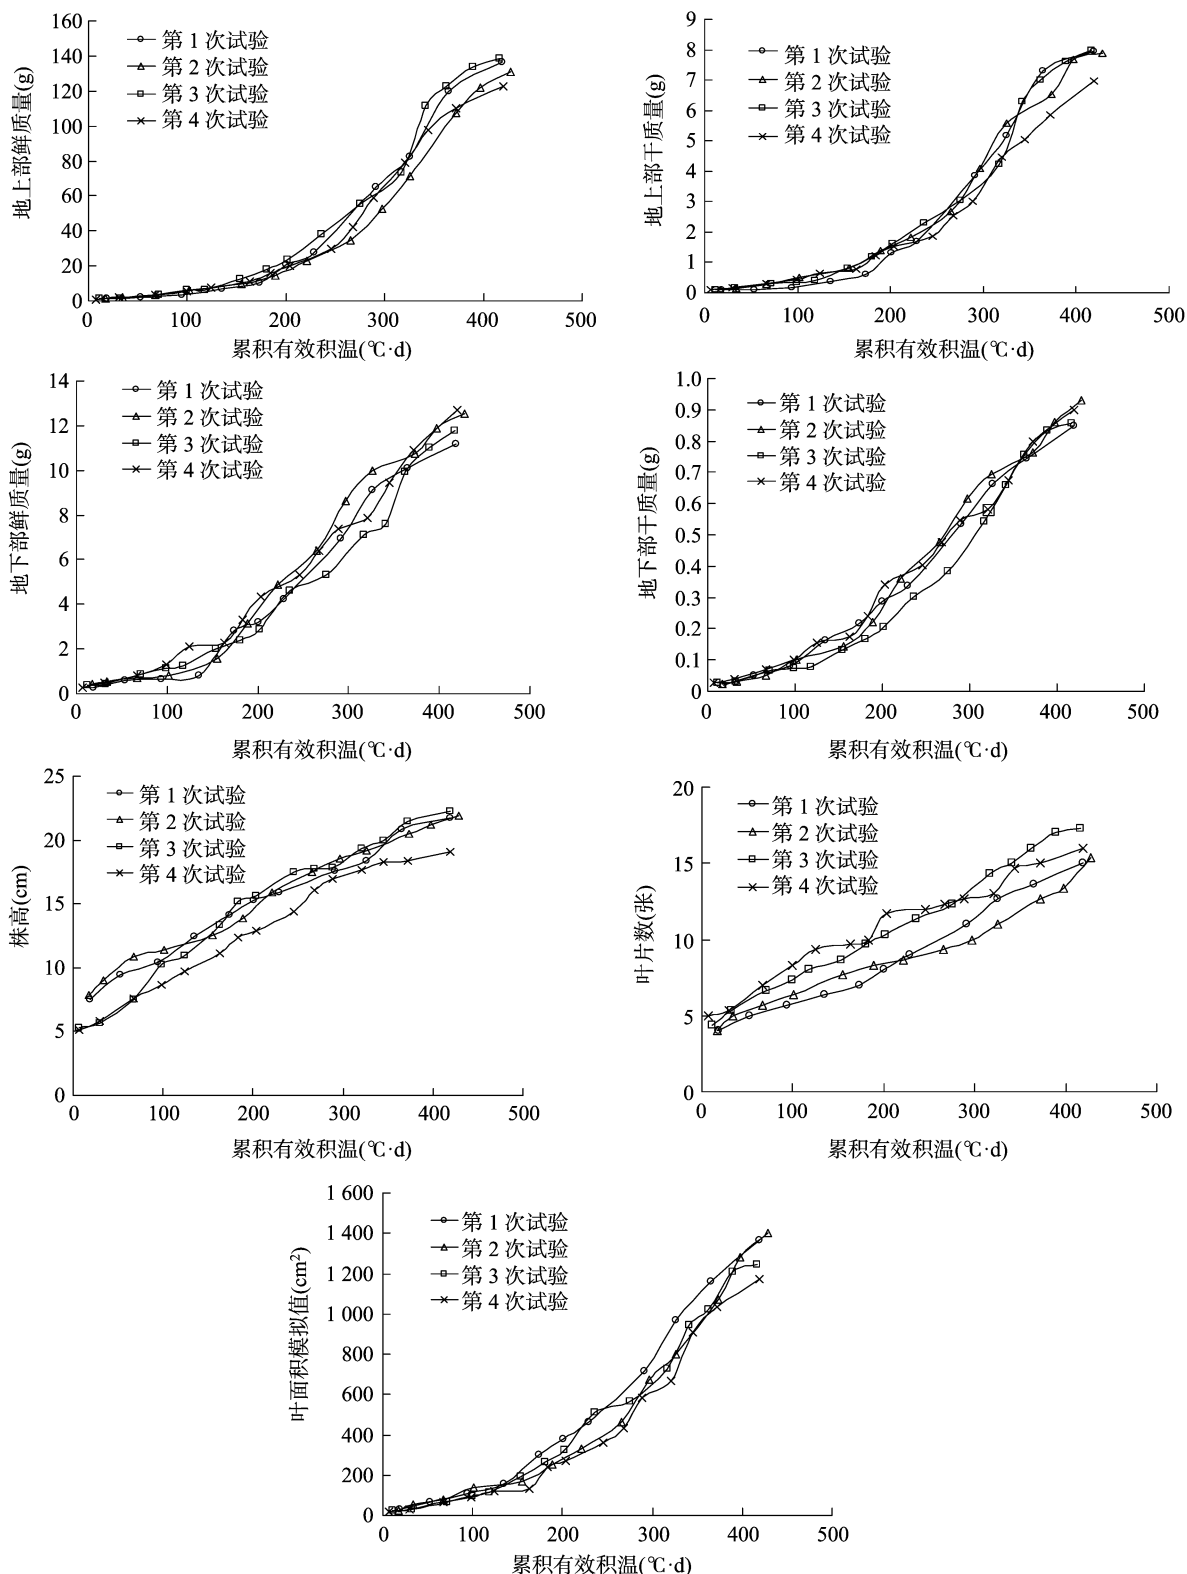 160
140
120
100
80
60
40
20
0
地上部鲜质量(g)
第 1 次试验
第 2 次试验
第 3 次试验
第 4 次试验
0
100
200
300
400
500
累积有效积温(℃·d)
9
8
7
6
5
4
3
2
1
0
地上部干质量(g)
第 1 次试验
第 2 次试验
第 3 次试验
第 4 次试验
0
100
200
300
400
500
累积有效积温(℃·d)
14
12
10
8
6
4
2
0
地下部鲜质量(g)
第 1 次试验
第 2 次试验
第 3 次试验
第 4 次试验
0
100
200
300
400
500
累积有效积温(℃·d)
1.0
0.9
0.8
0.7
0.6
0.5
0.4
0.3
0.2
0.1
0
地下部干质量(g)
第 1 次试验
第 2 次试验
第 3 次试验
第 4 次试验
0
100
200
300
400
500
累积有效积温(℃·d)
25
20
15
10
5
0
株高(cm)
第 1 次试验
第 2 次试验
第 3 次试验
第 4 次试验
0
100
200
300
400
500
累积有效积温(℃·d)
20
15
10
5
0
叶片数(张)
第 1 次试验
第 2 次试验
第 3 次试验
第 4 次试验
0
100
200
300
400
500
累积有效积温(℃·d)
1 600
1 400
1 200
1 000
800
600
400
200
0
叶面积模拟值(cm²)
第 1 次试验
第 2 次试验
第 3 次试验
第 4 次试验
0
100
200
300
400
500
累积有效积温(℃·d)